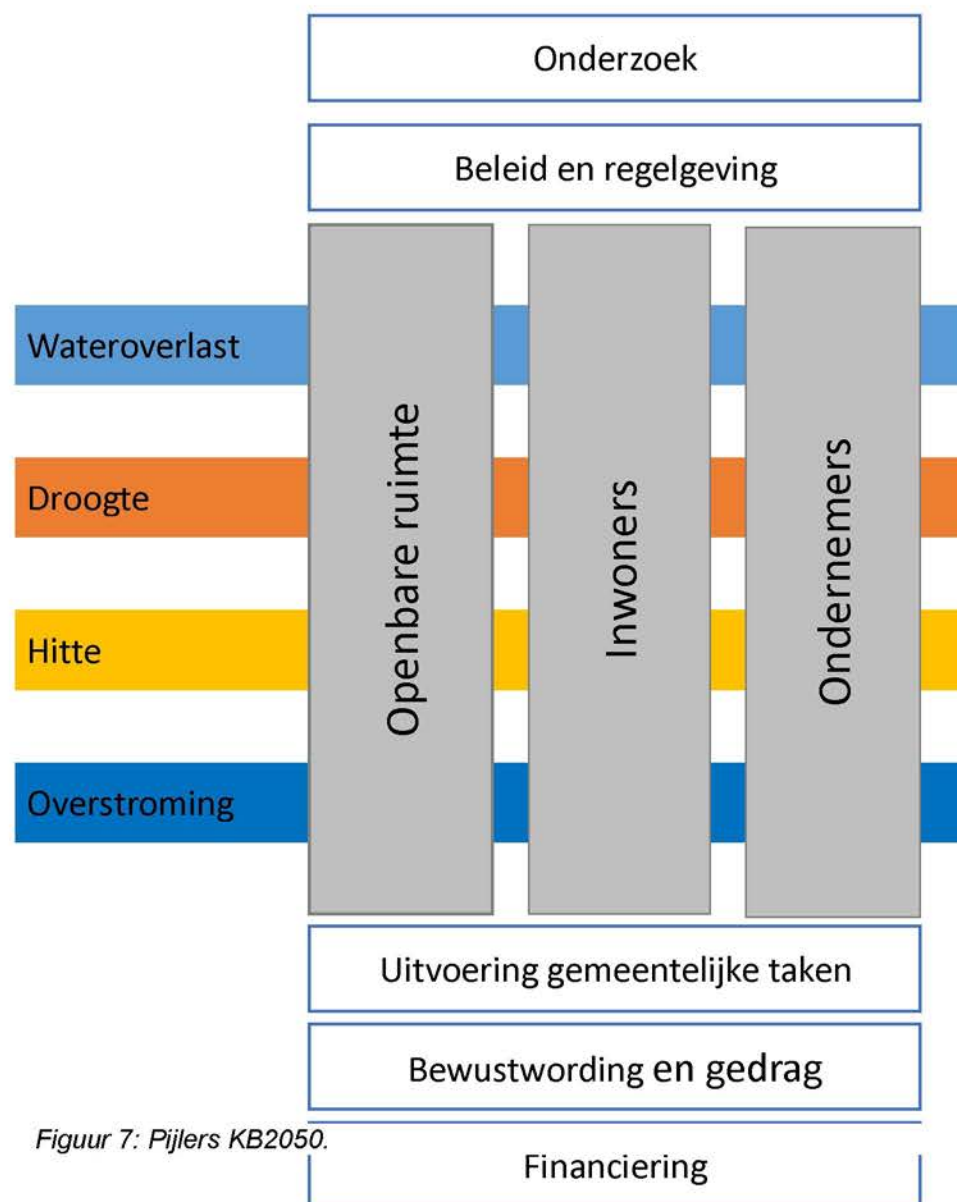 Onderzoek
Beleid en regelgeving
Wateroverlast
Droogte
Hitte
Overstroming
Openbare ruimte
Inwoners
Ondernemers
Uitvoering gemeentelijke taken
Bewustwording en gedrag
Figuur 7: Pijlers KB2050.
Financiering